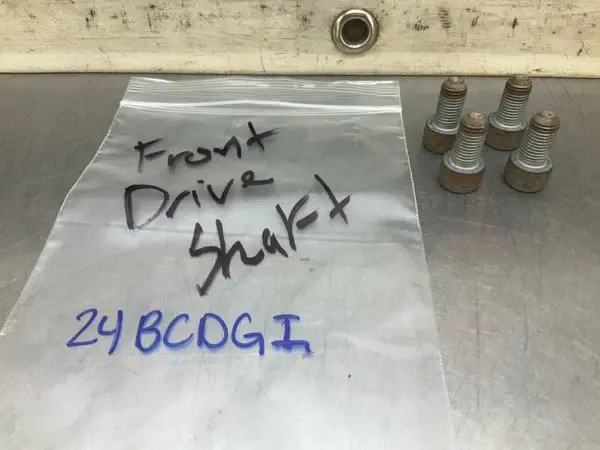 Front
Drive
Shaft
24BCDGI